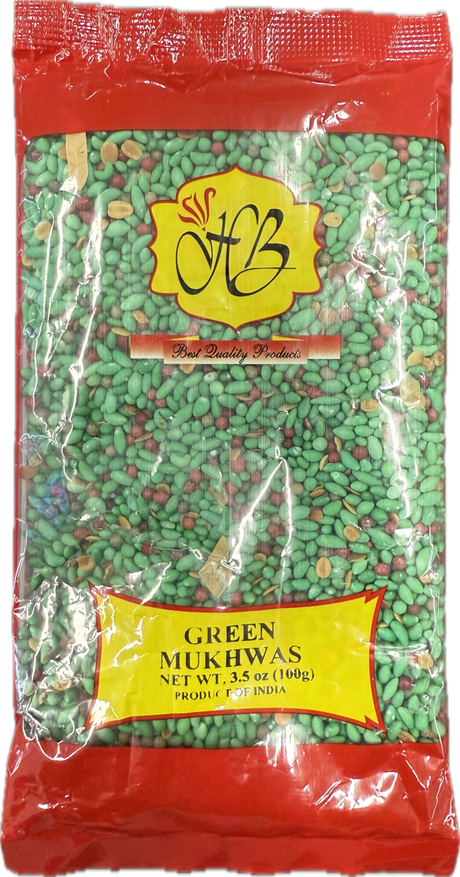 HB
Best Quality Products
GREEN
MUKHWAS
NET WT, 3.5 oz (100g)
PRODUCT OF INDIA